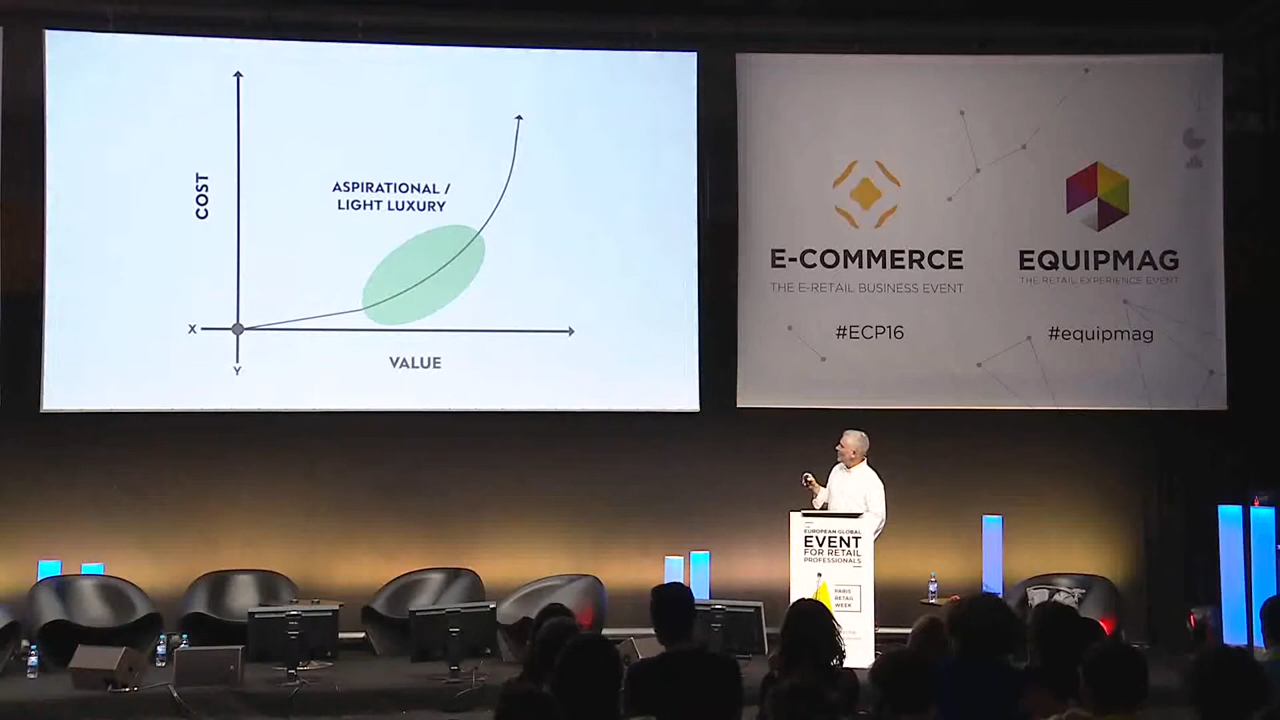 COST
ASPIRATIONAL /
LIGHT LUXURY
X
Y
VALUE
E-COMMERCE
THE E-RETAIL BUSINESS EVENT
#ECP16
EQUIPMAG
THE RETAIL EXPERIENCE EVENT
#equipmag
EUROPEAN GLOBAL
EVENT
FOR RETAIL
PROFESSIONALS
PARIS
RETAIL
WEEK